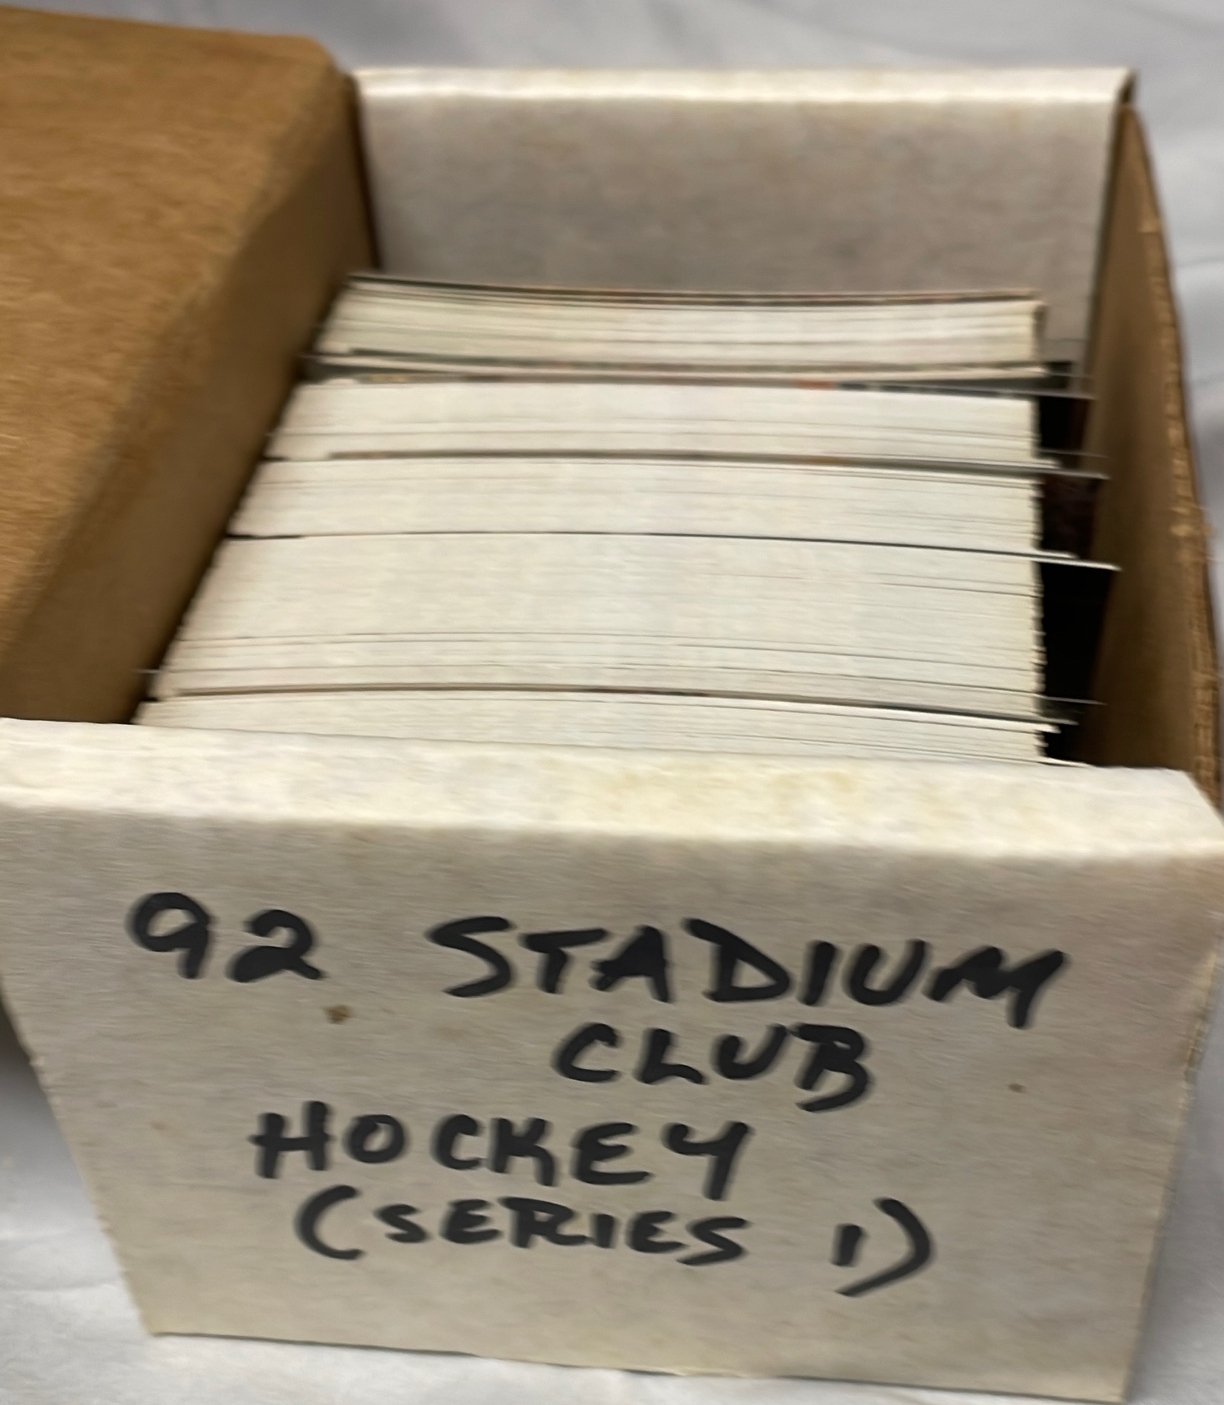 92 STADIUM
CLUB
HOCKEY
(SERIES 1)